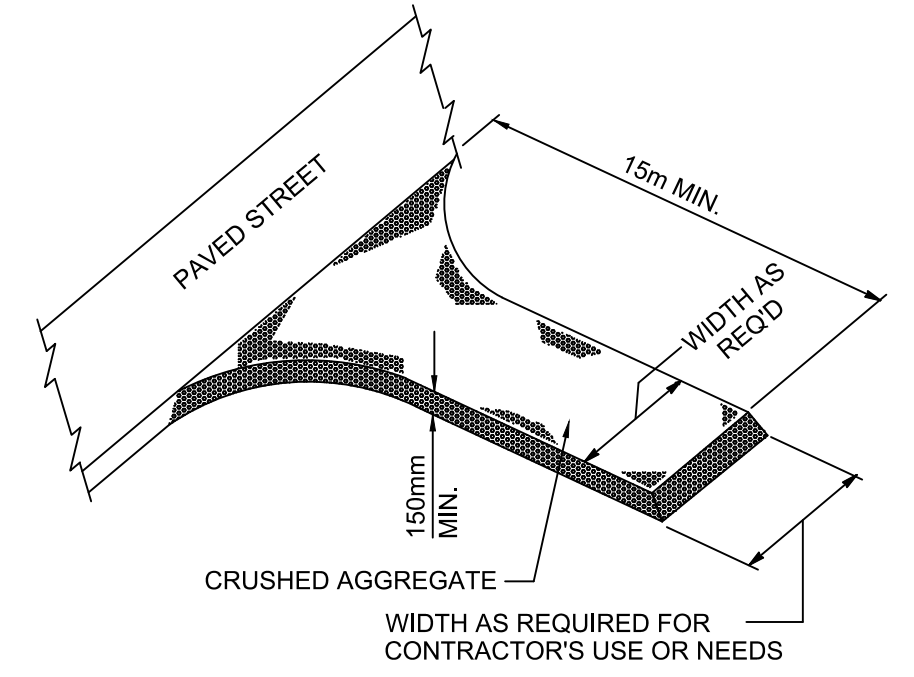 PAVED STREET
15m MIN.
WIDTH AS
REQ'D
150mm
MIN.
CRUSHED AGGREGATE
WIDTH AS REQUIRED FOR
CONTRACTOR'S USE OR NEEDS